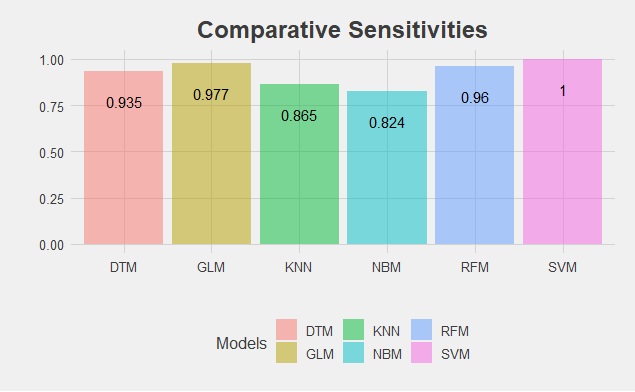 Comparative Sensitivities
1.00
0.75
0.50
0.25
0.00
0.935
0.977
0.865
0.824
0.96
1
DTM GLM KNN NBM RFM SVM
Models
DTM KNN RFM
GLM NBM SVM